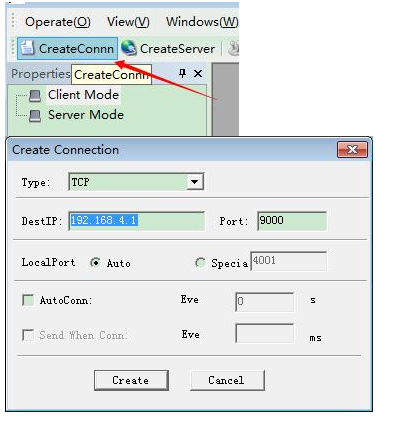 Operate(O) View(V) Windows(W)
CreateConnn CreateServer
Properties CreateConnn
Client Mode
Server Mode
Create Connection
Type: TCP
DestIP: 192.168.4.1 Port: 9000
LocalPort Auto Specia 4001
AutoConn: Eve 0 s
Send When Conn: Eve ms
Create Cancel